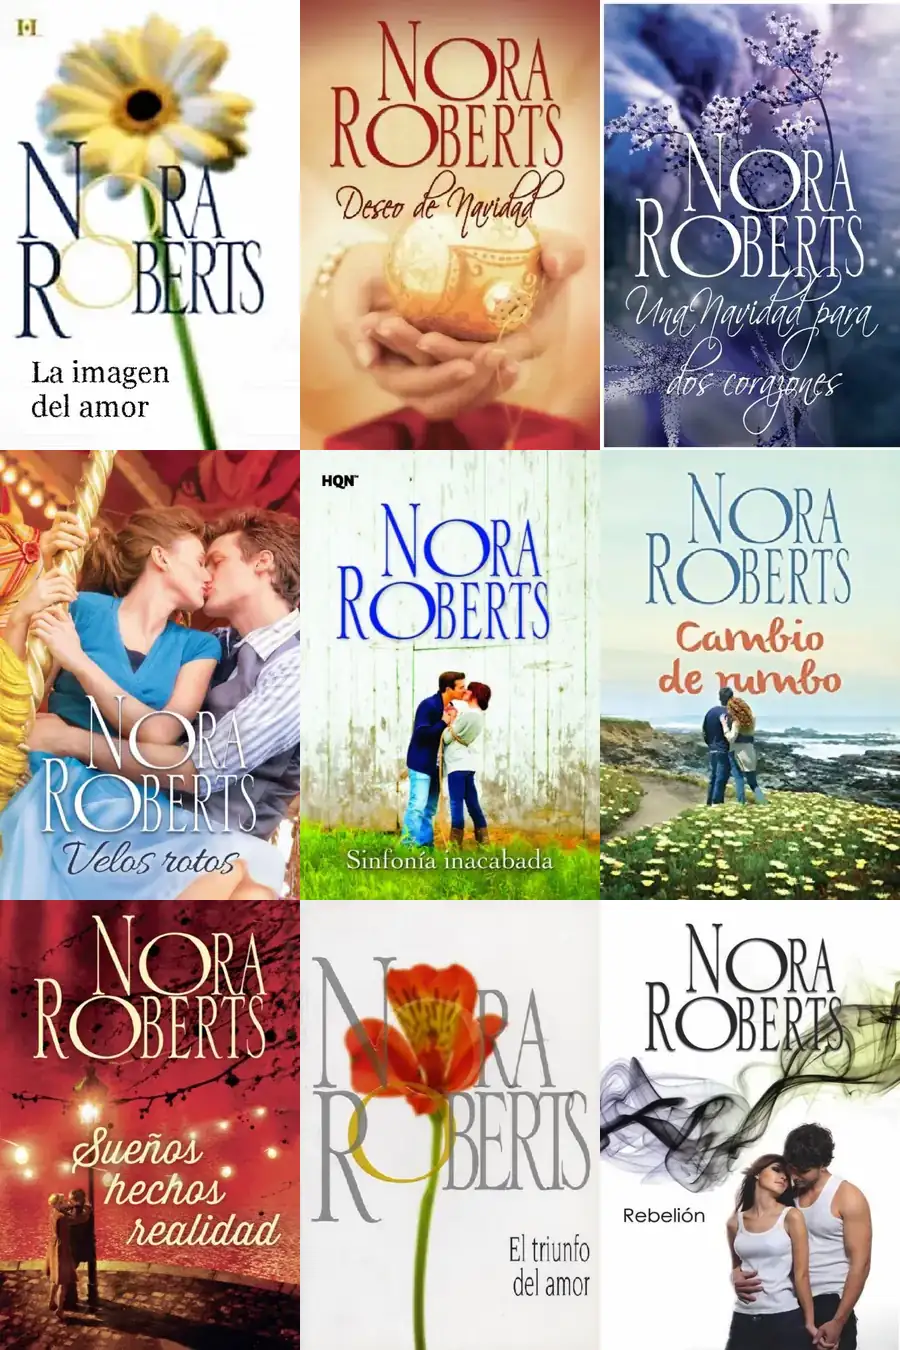 H
NORA
ROBERTS
La imagen
del amor
NORA
ROBERTS
Deseo de Navidad
NORA
ROBERTS
Una Navidad para
dos corazones
NORA
ROBERTS
Velos rotos
HQN™
NORA
ROBERTS
Sinfonía inacabada
NORA
ROBERTS
Cambio
de rumbo
NORA
ROBERTS
Sueños
hechos
realidad
NORA
ROBERTS
El triunfo
del amor
NORA
ROBERTS
Rebelión